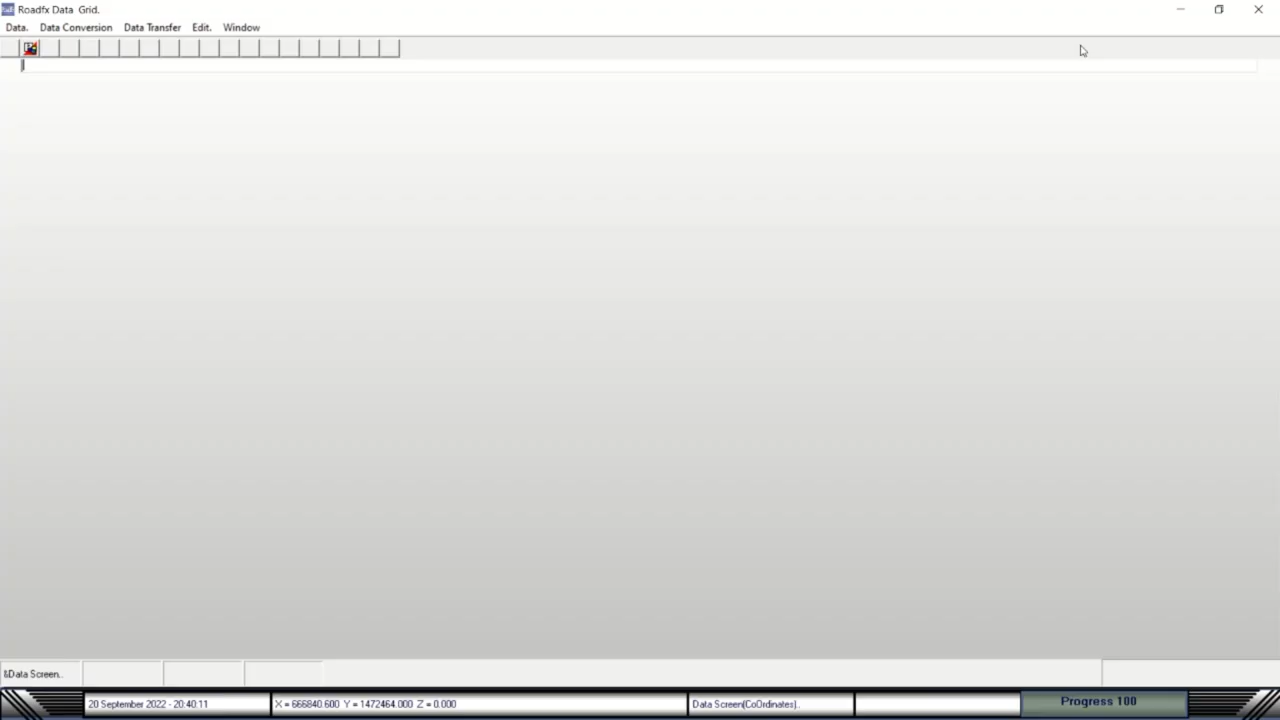 Roadfx Data Grid.
Data. Data Conversion Data Transfer Edit. Window
&Data Screen..
20 September 2022 - 20:40:11 X = 666840.600 Y = 1472464.000 Z = 0.000 Data Screen(CoOrdinates).. Progress 100